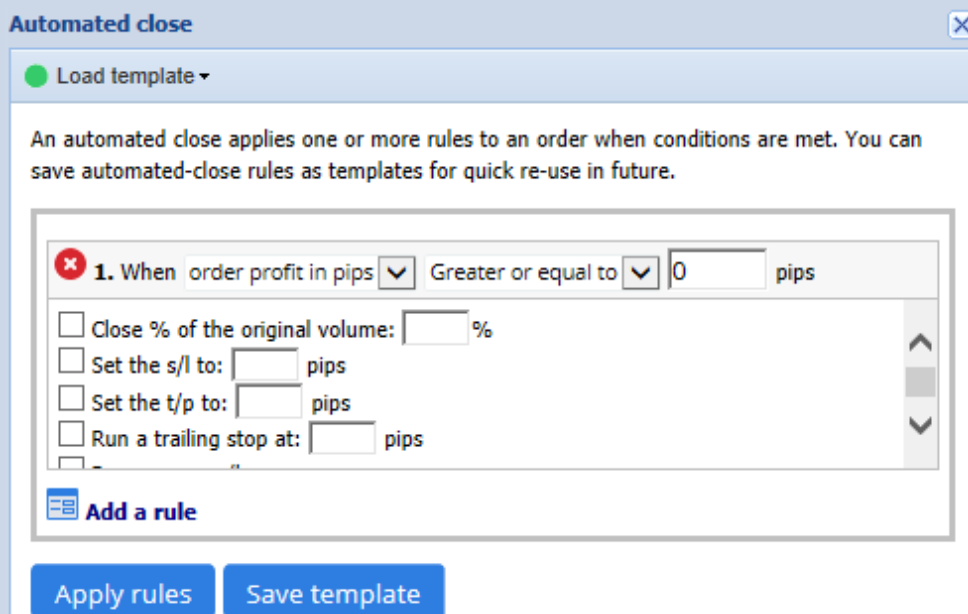 Automated close
Load template
An automated close applies one or more rules to an order when conditions are met. You can
save automated-close rules as templates for quick re-use in future.
1. When order profit in pips Greater or equal to 0 pips
Close % of the original volume: %
Set the s/l to: pips
Set the t/p to: pips
Run a trailing stop at: pips
Add a rule
Apply rules Save template